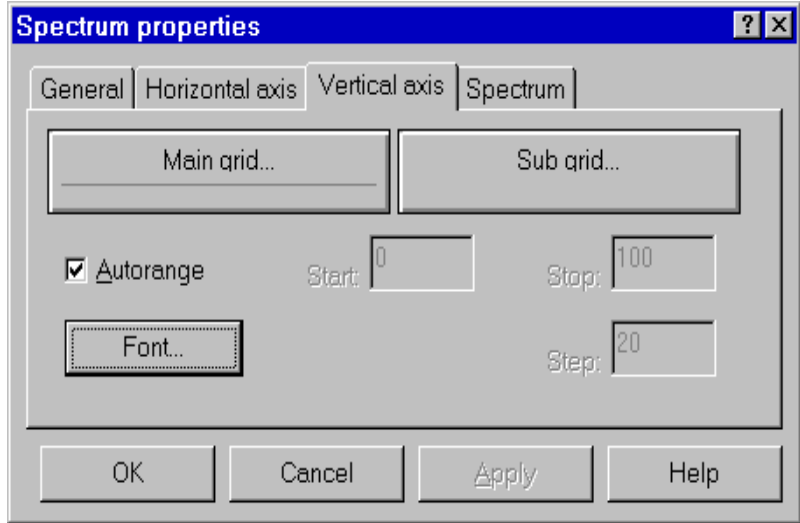 Spectrum properties
General Horizontal axis Vertical axis Spectrum
Main grid... Sub grid...
Autorange Start: 0 Stop: 100
Font... Step: 20
OK Cancel Apply Help